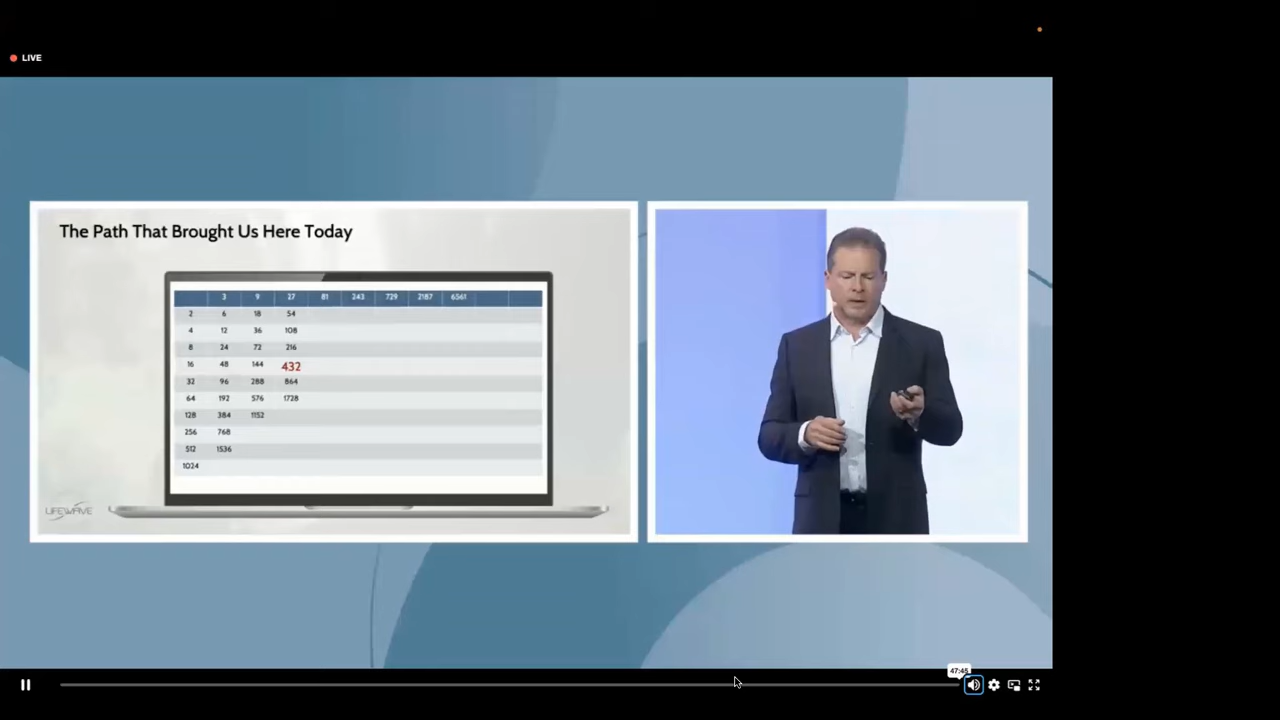 LIVE
The Path That Brought Us Here Today
3 9 27 81 243 729 2187 6561
2 6 18 54
4 12 36 108
8 24 72 216
16 48 144 432
32 96 288 864
64 192 576 1728
128 384 1152
256 768
512 1536
1024
LIFEWAVE
47:45